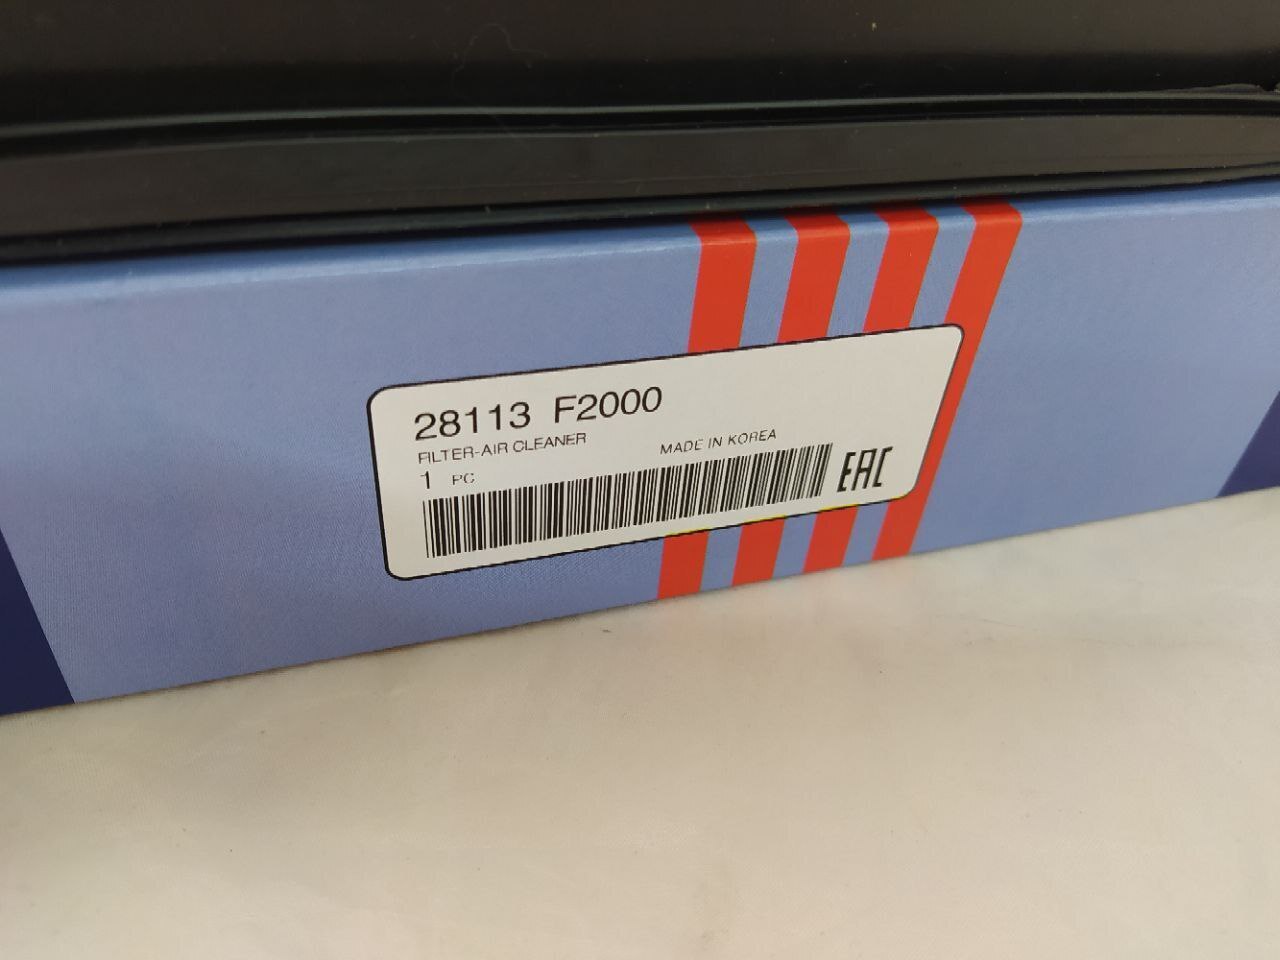 28113 F2000
FILTER-AIR CLEANER
MADE IN KOREA
1 PC
EAC